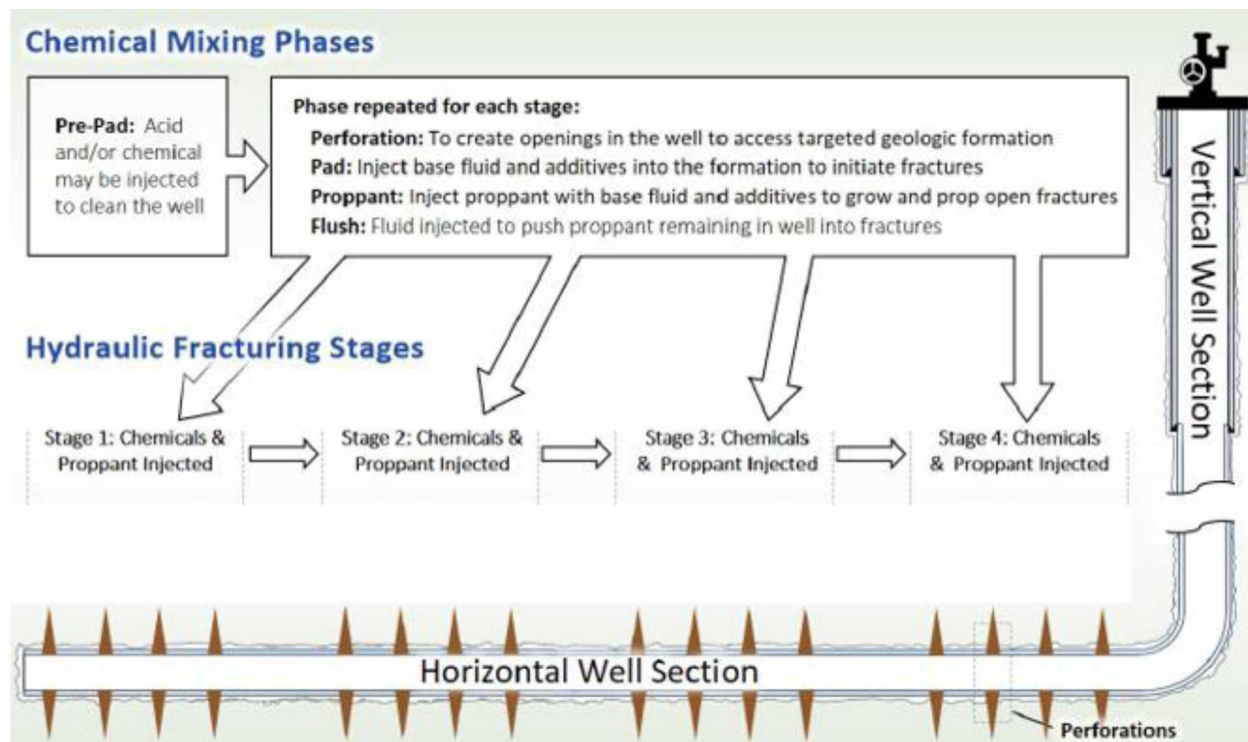 Chemical Mixing Phases
Pre-Pad: Acid
and/or chemical
may be injected
to clean the well
Phase repeated for each stage:
Perforation: To create openings in the well to access targeted geologic formation
Pad: Inject base fluid and additives into the formation to initiate fractures
Proppant: Inject proppant with base fluid and additives to grow and prop open fractures
Flush: Fluid injected to push proppant remaining in well into fractures
Vertical Well Section
Hydraulic Fracturing Stages
Stage 1: Chemicals &
Proppant Injected
Stage 2: Chemicals &
Proppant Injected
Stage 3: Chemicals
& Proppant Injected
Stage 4: Chemicals
& Proppant Injected
Horizontal Well Section
Perforations